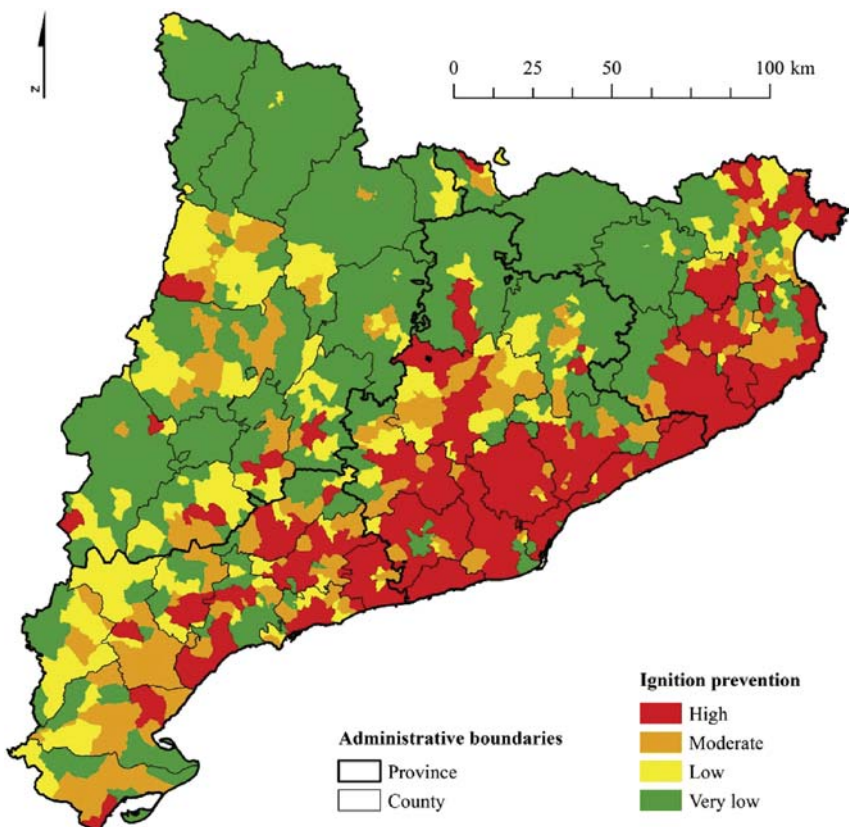 N
0 25 50 100 km
Ignition prevention
High
Moderate
Low
Very low
Administrative boundaries
Province
County